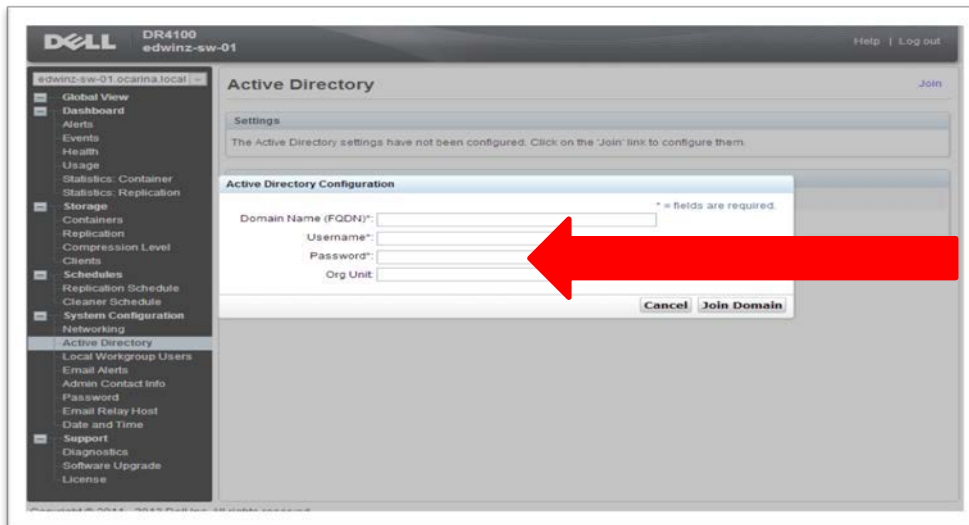 DELL
DR4100
edwinz-sw-01
Help | Log out
edwinz-sw-01.ocarina.local
Global View
Dashboard
Alerts
Events
Health
Usage
Statistics: Container
Statistics: Replication
Storage
Containers
Replication
Compression Level
Clients
Schedules
Replication Schedule
Cleaner Schedule
System Configuration
Networking
Active Directory
Local Workgroup Users
Email Alerts
Admin Contact Info
Password
Email Relay Host
Date and Time
Support
Diagnostics
Software Upgrade
License
Active Directory
Join
Settings
The Active Directory settings have not been configured. Click on the 'Join' link to configure them.
Active Directory Configuration
* = fields are required.
Domain Name (FQDN)*:
Username*:
Password*:
Org Unit:
Cancel
Join Domain